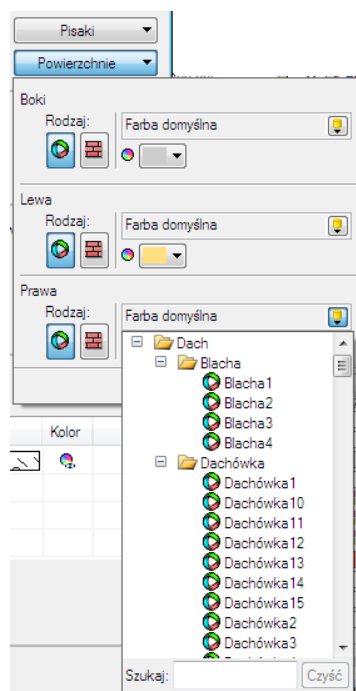 Pisaki
Powierzchnie
Boki
Rodzaj:
Farba domyślna
Lewa
Rodzaj:
Farba domyślna
Prawa
Rodzaj:
Farba domyślna
Dach
Blacha
Blacha1
Blacha2
Blacha3
Blacha4
Kolor
Dachówka
Dachówka1
Dachówka10
Dachówka11
Dachówka12
Dachówka13
Dachówka14
Dachówka15
Dachówka2
Dachówka3
Szukaj:
Czyść